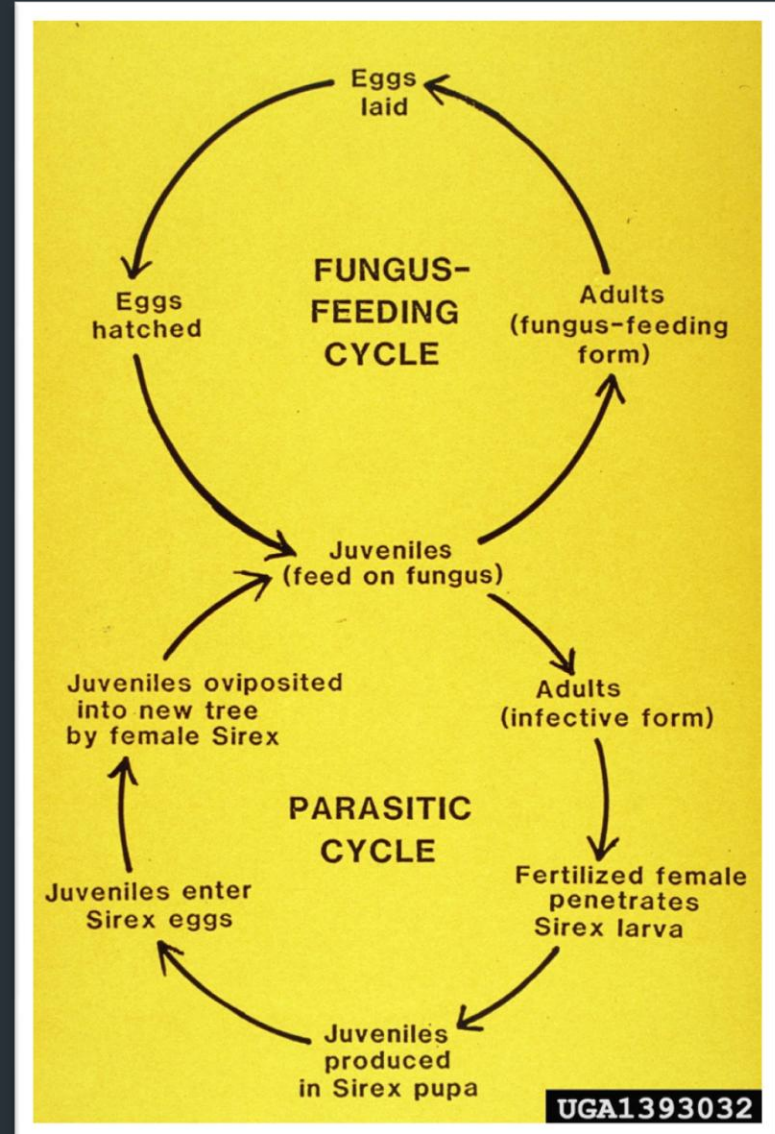 Eggs
laid
FUNGUS-
FEEDING
CYCLE
Eggs
hatched
Adults
(fungus-feeding
form)
Juveniles
(feed on fungus)
Juveniles oviposited
into new tree
by female Sirex
Adults
(infective form)
PARASITIC
CYCLE
Juveniles enter
Sirex eggs
Fertilized female
penetrates
Sirex larva
Juveniles
produced
in Sirex pupa
UGA1393032